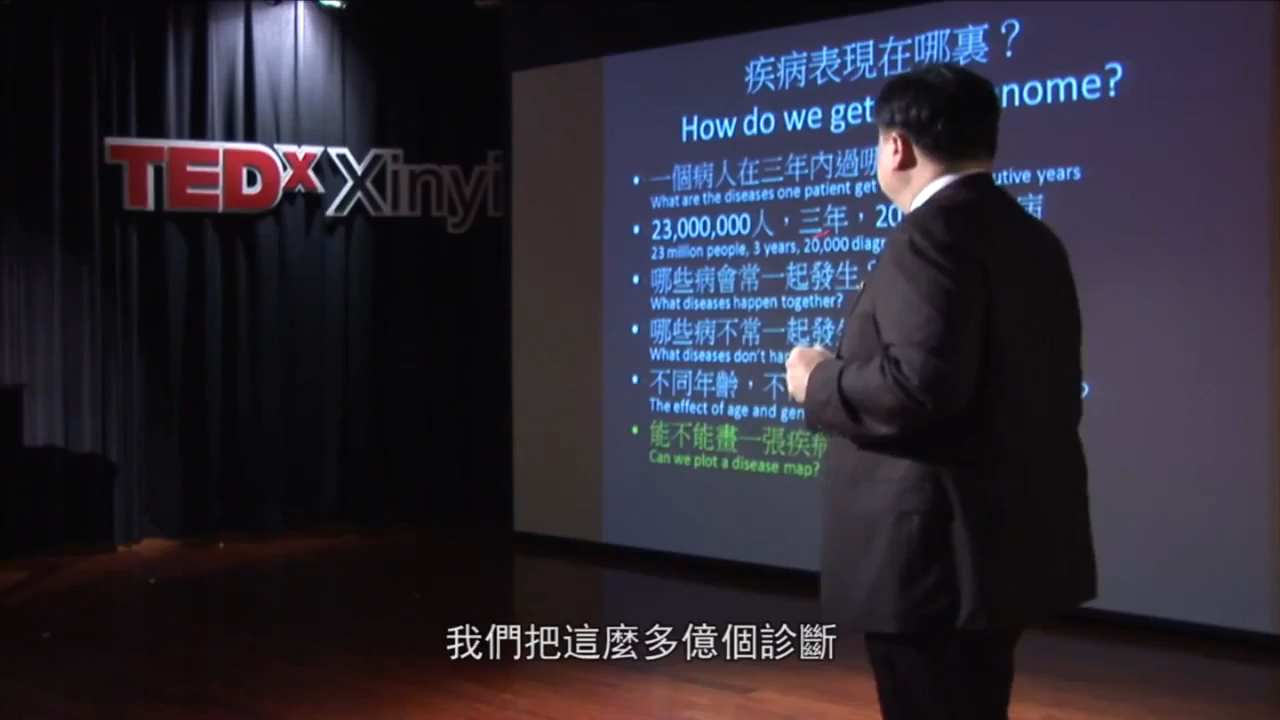 TEDx Xinyi
疾病表現在哪裏？
How do we get nome?
• 一個病人在三年內過
What are the diseases one patient get utive years
• 23,000,000人，三年，20
23 million people, 3 years, 20,000 diagn
• 哪些病會常一起發生
What diseases happen together?
• 哪些病不常一起發生
What diseases don't hap
• 不同年齡，不
The effect of age and gen
• 能不能畫一張疾病
Can we plot a disease map?
我們把這麼多億個診斷